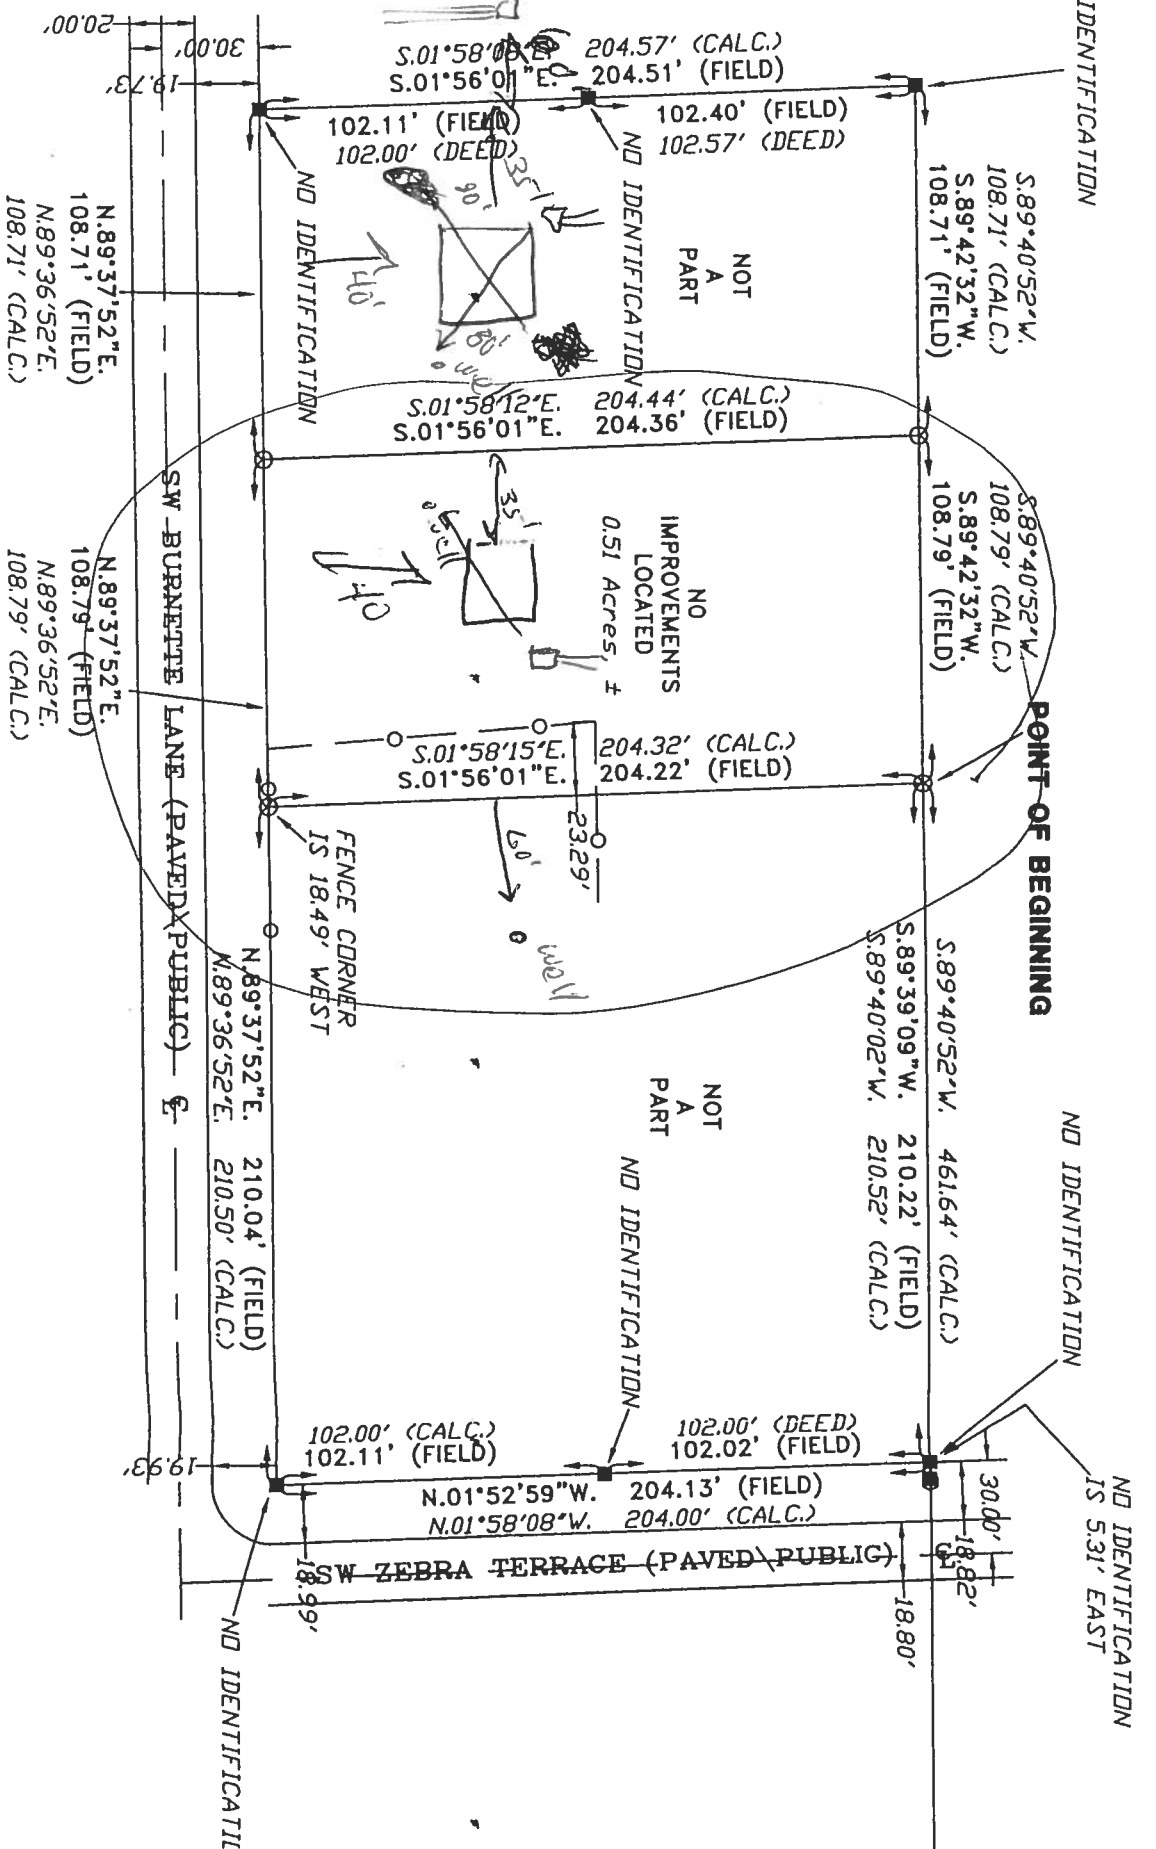 20.00'
30.00'
19.73'
S.01°58'08"E. 204.57' (CALC.)
S.01°56'01"E. 204.51' (FIELD)
102.11' (FIELD)
102.00' (DEED)
102.40' (FIELD)
102.57' (DEED)
IDENTIFICATION
NO IDENTIFICATION
NO IDENTIFICATION
35'
90'
40'
80'
well
NOT
A
PART
S.89°40'52"W.
108.71' (CALC.)
S.89°42'32"W.
108.71' (FIELD)
N.89°37'52"E.
108.71' (FIELD)
N.89°36'52"E.
108.71' (CALC.)
S.01°58'12"E. 204.44' (CALC.)
S.01°56'01"E. 204.36' (FIELD)
35'
well
40
NO
IMPROVEMENTS
LOCATED
0.51 Acres, ±
S.89°40'52"W.
108.79' (CALC.)
S.89°42'32"W.
108.79' (FIELD)
POINT OF BEGINNING
N.89°37'52"E.
108.79' (FIELD)
N.89°36'52"E.
108.79' (CALC.)
SW BURNETTE LANE (PAVED\PUBLIC) ℄
S.01°58'15"E. 204.32' (CALC.)
S.01°56'01"E. 204.22' (FIELD)
23.29'
60'
well
FENCE CORNER
IS 18.49' WEST
S.89°40'52"W. 461.64' (CALC.)
S.89°39'09"W. 210.22' (FIELD)
S.89°40'02"W. 210.52' (CALC.)
N.89°37'52"E. 210.04' (FIELD)
N.89°36'52"E. 210.50' (CALC.)
NOT
A
PART
NO IDENTIFICATION
NO IDENTIFICATION
NO IDENTIFICATION
IS 5.31' EAST
102.00' (CALC.)
102.11' (FIELD)
102.00' (DEED)
102.02' (FIELD)
N.01°52'59"W. 204.13' (FIELD)
N.01°58'08"W. 204.00' (CALC.)
19.93'
30.00'
18.82'
18.80'
18.99'
SW ZEBRA TERRACE (PAVED\PUBLIC) ℄
NO IDENTIFICATIO